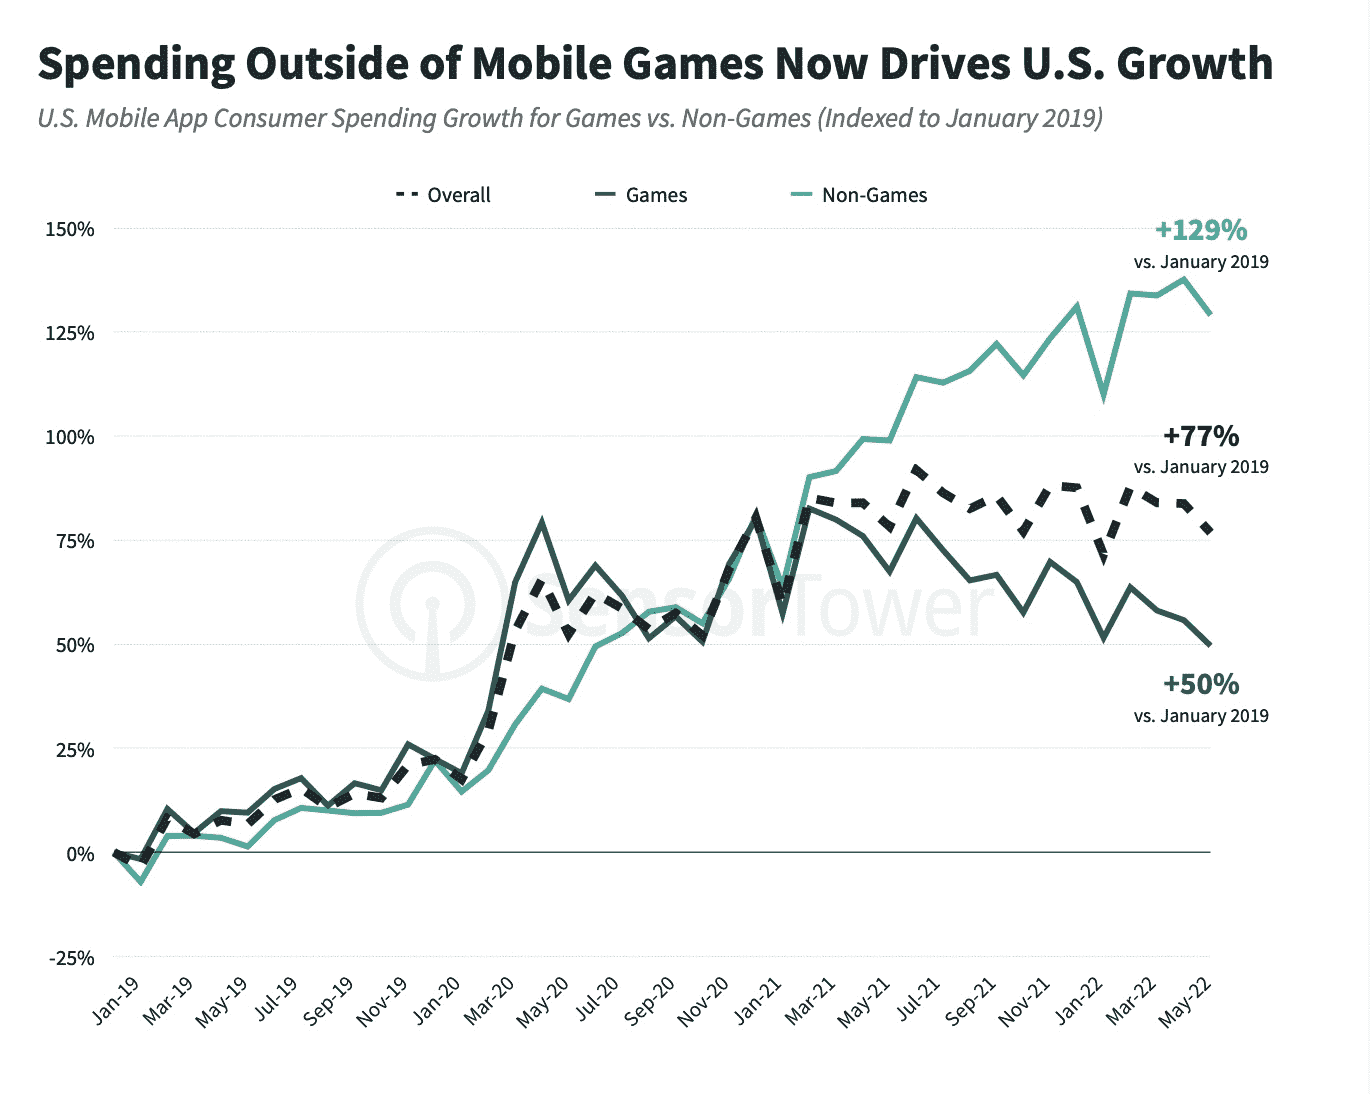 Spending Outside of Mobile Games Now Drives U.S. Growth
U.S. Mobile App Consumer Spending Growth for Games vs. Non-Games (Indexed to January 2019)
Overall Games Non-Games
150%
+129%
vs. January 2019
125%
100%
+77%
vs. January 2019
75%
SensorTower
50%
+50%
vs. January 2019
25%
0%
-25%
Jan-19 Mar-19 May-19 Jul-19 Sep-19 Nov-19 Jan-20 Mar-20 May-20 Jul-20 Sep-20 Nov-20 Jan-21 Mar-21 May-21 Jul-21 Sep-21 Nov-21 Jan-22 Mar-22 May-22